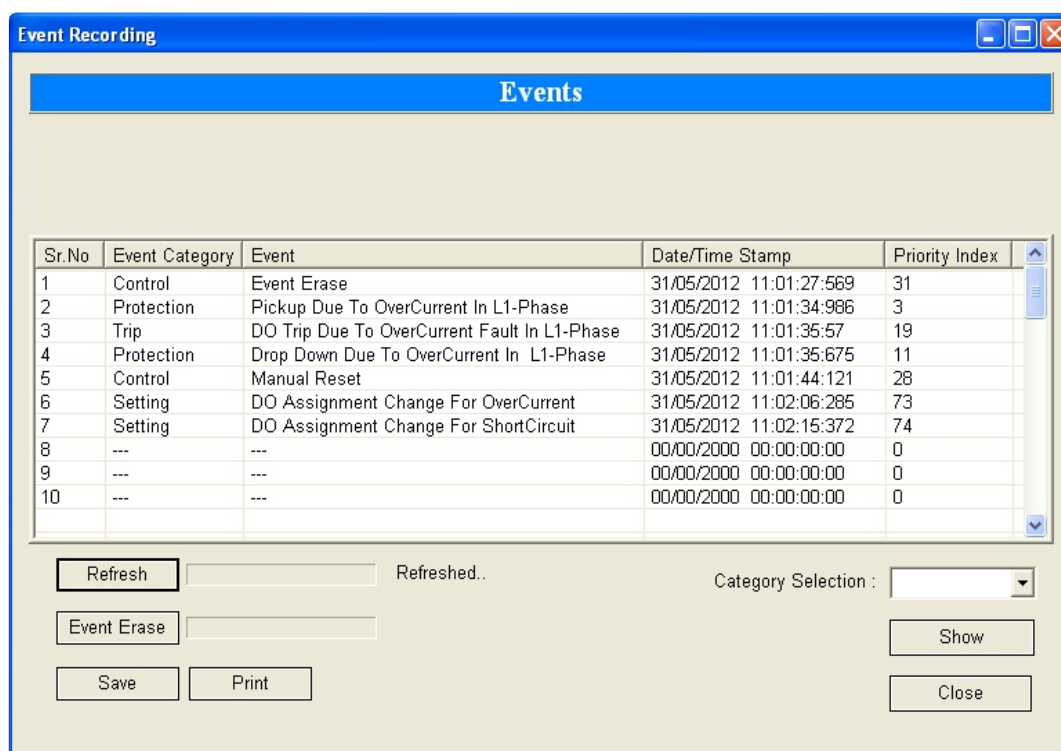 Event Recording
Events
Sr.No Event Category Event Date/Time Stamp Priority Index
1 Control Event Erase 31/05/2012 11:01:27:569 31
2 Protection Pickup Due To OverCurrent In L1-Phase 31/05/2012 11:01:34:986 3
3 Trip DO Trip Due To OverCurrent Fault In L1-Phase 31/05/2012 11:01:35:57 19
4 Protection Drop Down Due To OverCurrent In L1-Phase 31/05/2012 11:01:35:675 11
5 Control Manual Reset 31/05/2012 11:01:44:121 28
6 Setting DO Assignment Change For OverCurrent 31/05/2012 11:02:06:285 73
7 Setting DO Assignment Change For ShortCircuit 31/05/2012 11:02:15:372 74
8 --- --- 00/00/2000 00:00:00:00 0
9 --- --- 00/00/2000 00:00:00:00 0
10 --- --- 00/00/2000 00:00:00:00 0
Refresh Refreshed.. Category Selection :
Event Erase Show
Save Print Close